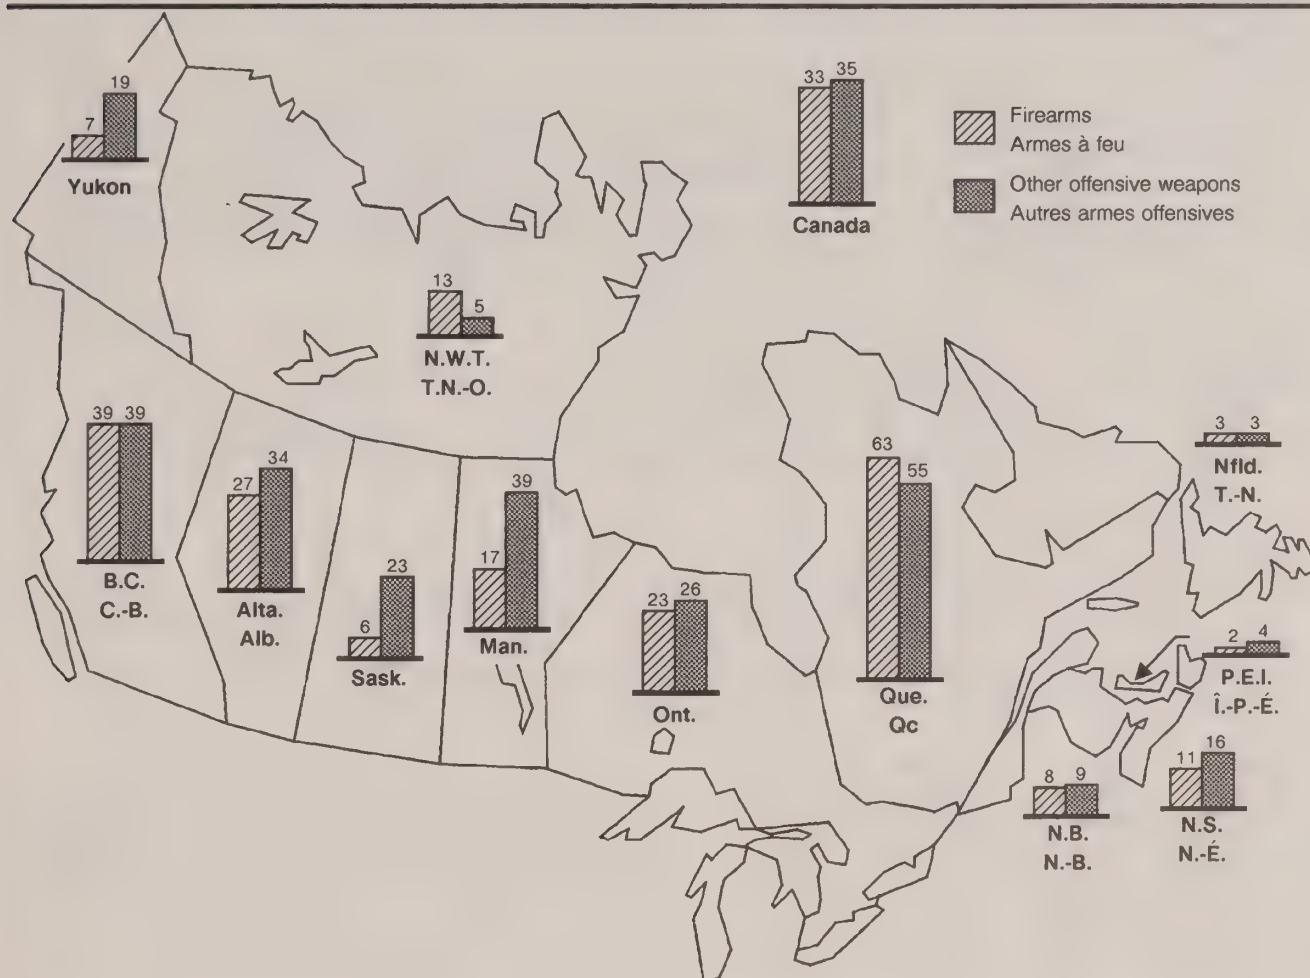 19
7
Yukon
33 35
Canada
Firearms
Armes à feu
Other offensive weapons
Autres armes offensives
13
5
N.W.T.
T.N.-O.
39 39
B.C.
C.-B.
27 34
Alta.
Alb.
6 23
Sask.
17 39
Man.
23 26
Ont.
63
55
Que.
Qc
3 3
Nfld.
T.-N.
2 4
P.E.I.
Î.-P.-É.
8 9
N.B.
N.-B.
11 16
N.S.
N.-É.